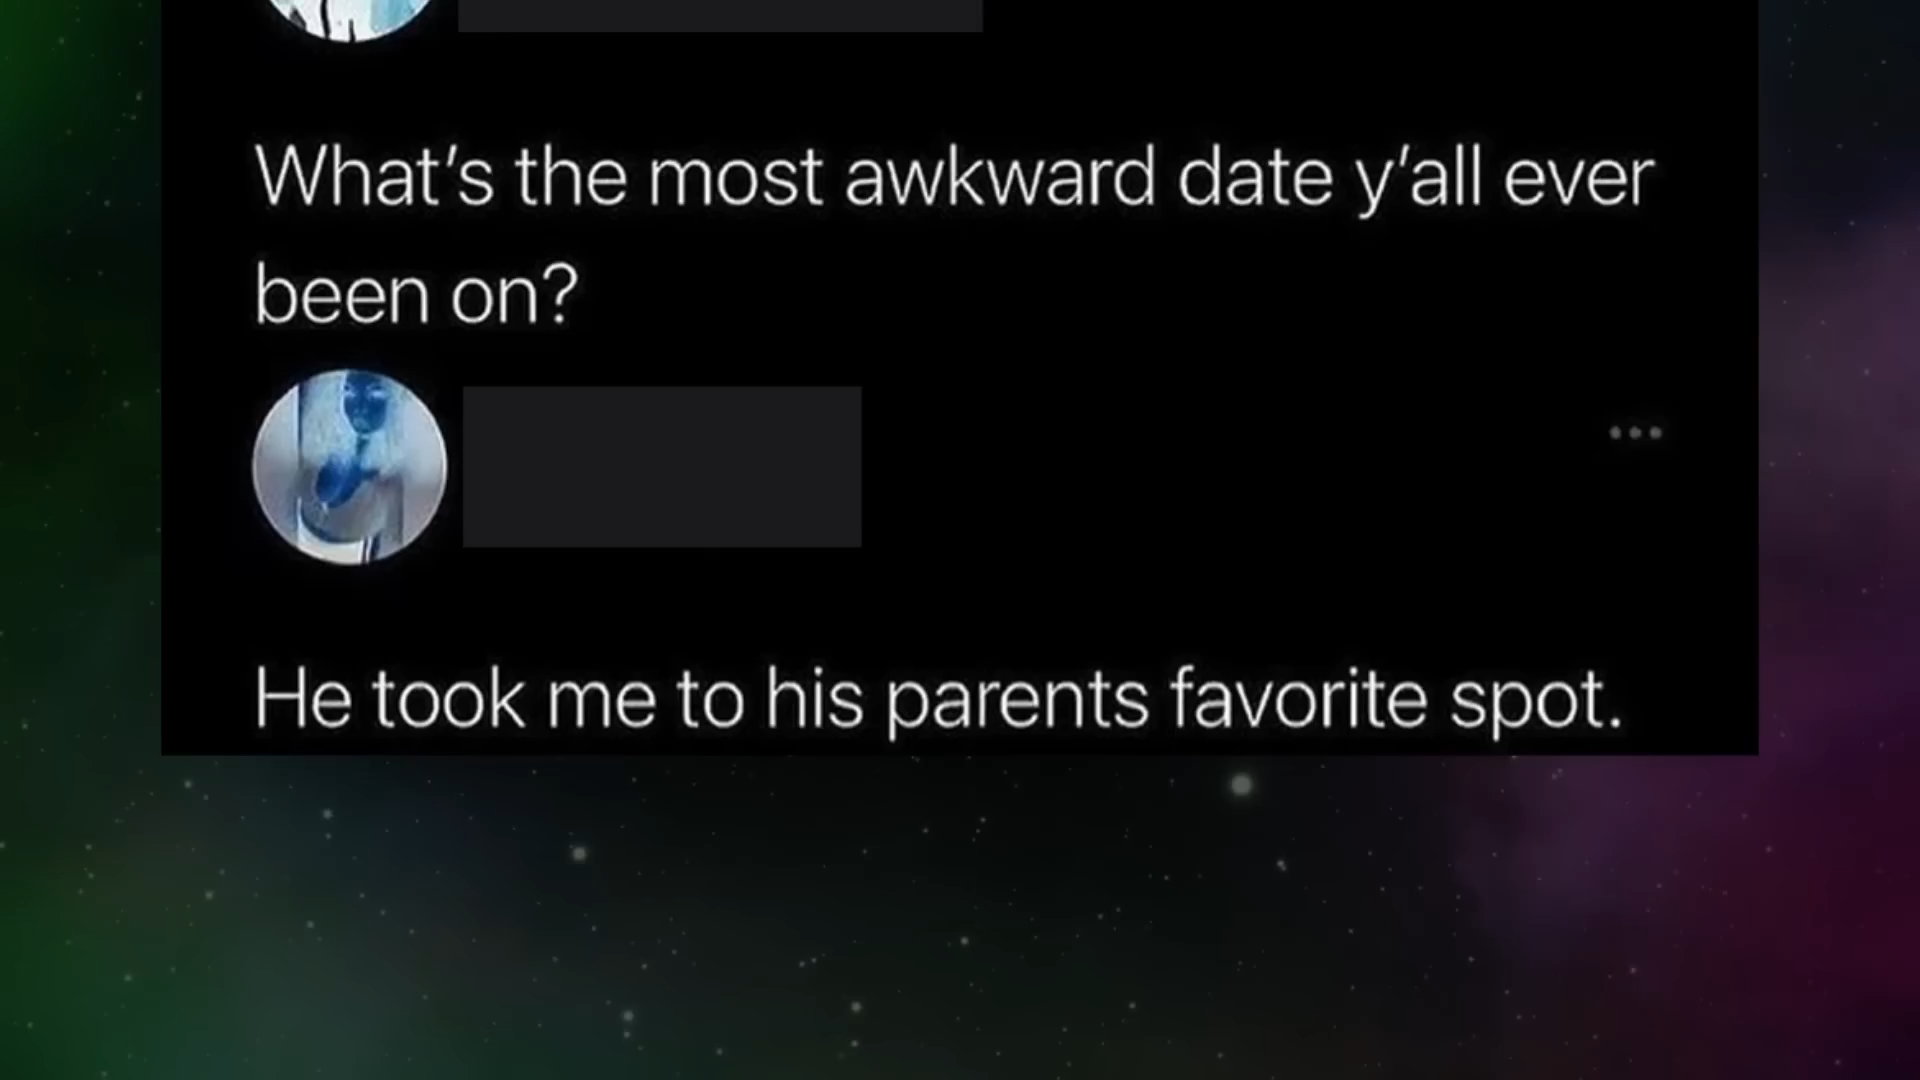 What’s the most awkward date y’all ever
been on?
He took me to his parents favorite spot.